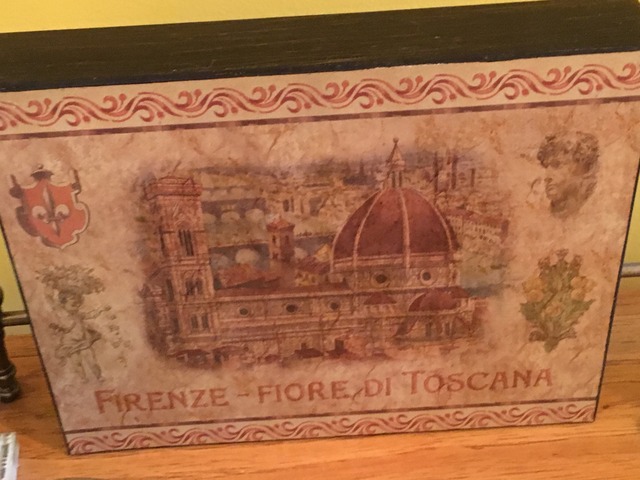 FIRENZE - FIORE DI TOSCANA